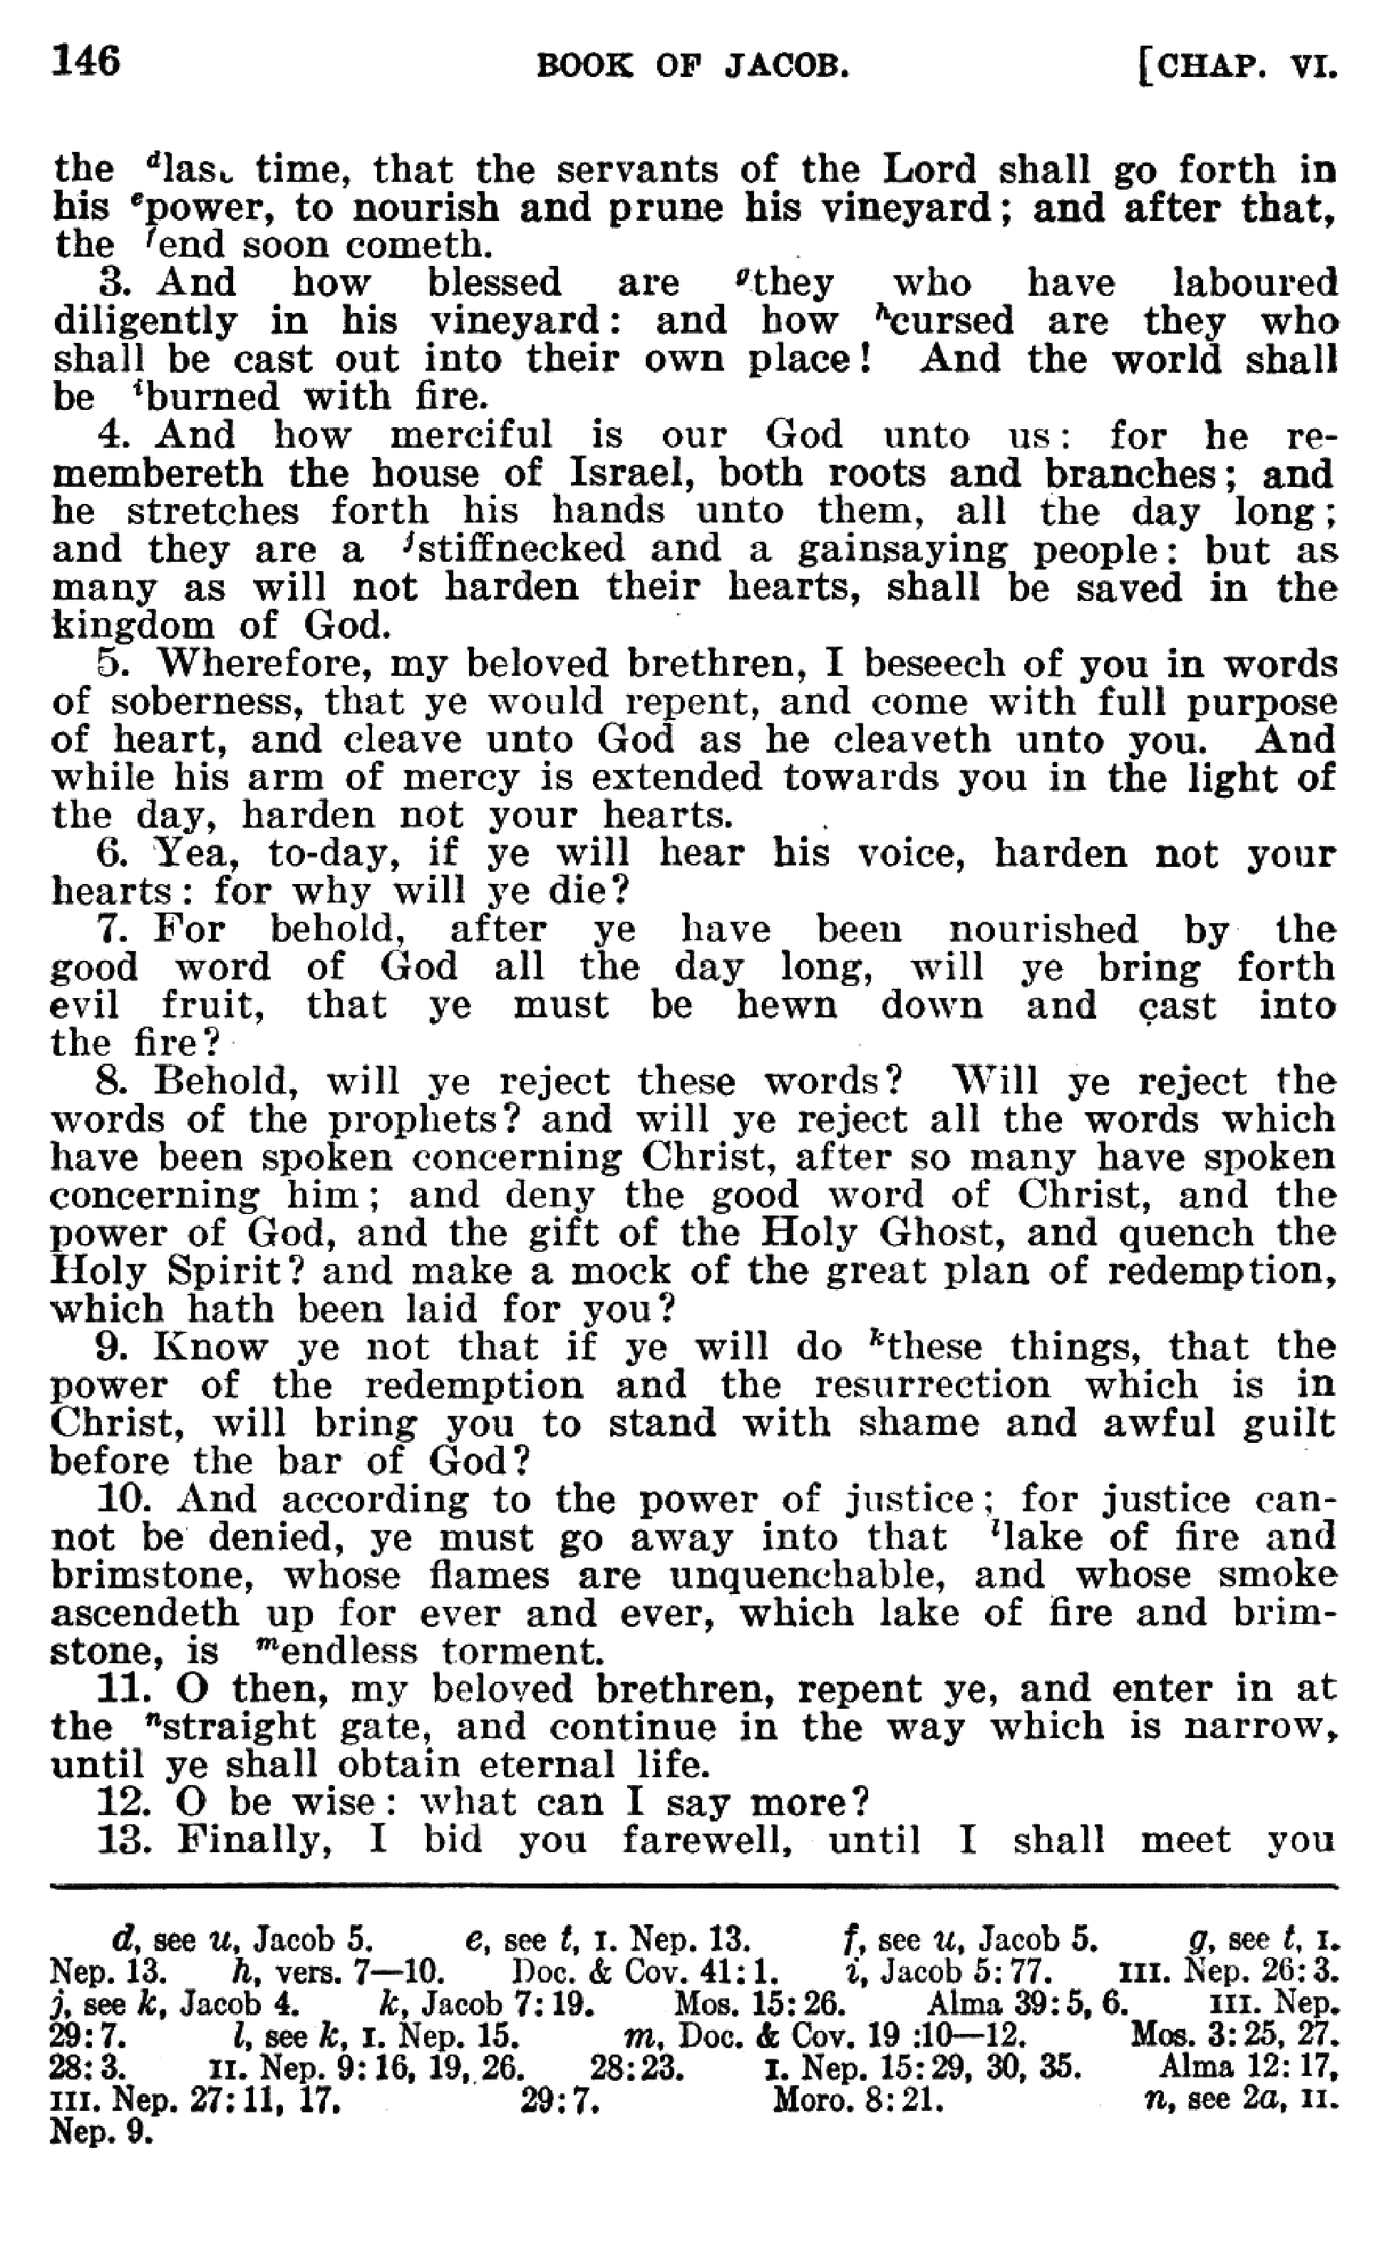 146 BOOK OF JACOB. [CHAP. VI.
the dlast time, that the servants of the Lord shall go forth in
his epower, to nourish and prune his vineyard; and after that,
the fend soon cometh.
3. And how blessed are gthey who have laboured
diligently in his vineyard: and how hcursed are they who
shall be cast out into their own place! And the world shall
be iburned with fire.
4. And how merciful is our God unto us: for he re-
membereth the house of Israel, both roots and branches; and
he stretches forth his hands unto them, all the day long;
and they are a jstiffnecked and a gainsaying people: but as
many as will not harden their hearts, shall be saved in the
kingdom of God.
5. Wherefore, my beloved brethren, I beseech of you in words
of soberness, that ye would repent, and come with full purpose
of heart, and cleave unto God as he cleaveth unto you. And
while his arm of mercy is extended towards you in the light of
the day, harden not your hearts.
6. Yea, to-day, if ye will hear his voice, harden not your
hearts: for why will ye die?
7. For behold, after ye have been nourished by the
good word of God all the day long, will ye bring forth
evil fruit, that ye must be hewn down and cast into
the fire?
8. Behold, will ye reject these words? Will ye reject the
words of the prophets? and will ye reject all the words which
have been spoken concerning Christ, after so many have spoken
concerning him; and deny the good word of Christ, and the
power of God, and the gift of the Holy Ghost, and quench the
Holy Spirit? and make a mock of the great plan of redemption,
which hath been laid for you?
9. Know ye not that if ye will do kthese things, that the
power of the redemption and the resurrection which is in
Christ, will bring you to stand with shame and awful guilt
before the bar of God?
10. And according to the power of justice; for justice can-
not be denied, ye must go away into that llake of fire and
brimstone, whose flames are unquenchable, and whose smoke
ascendeth up for ever and ever, which lake of fire and brim-
stone, is mendless torment.
11. O then, my beloved brethren, repent ye, and enter in at
the nstraight gate, and continue in the way which is narrow,
until ye shall obtain eternal life.
12. O be wise: what can I say more?
13. Finally, I bid you farewell, until I shall meet you
d, see u, Jacob 5. e, see t, I. Nep. 13. f, see u, Jacob 5. g, see t, I.
Nep. 13. h, vers. 7—10. Doc. & Cov. 41:1. i, Jacob 5:77. III. Nep. 26:3.
j, see k, Jacob 4. k, Jacob 7:19. Mos. 15:26. Alma 39:5, 6. III. Nep.
29:7. l, see k, I. Nep. 15. m, Doc. & Cov. 19:10—12. Mos. 3:25, 27.
28:3. II. Nep. 9:16, 19, 26. 28:23. I. Nep. 15:29, 30, 35. Alma 12:17,
III. Nep. 27:11, 17. 29:7. Moro. 8:21. n, see 2a, II.
Nep. 9.